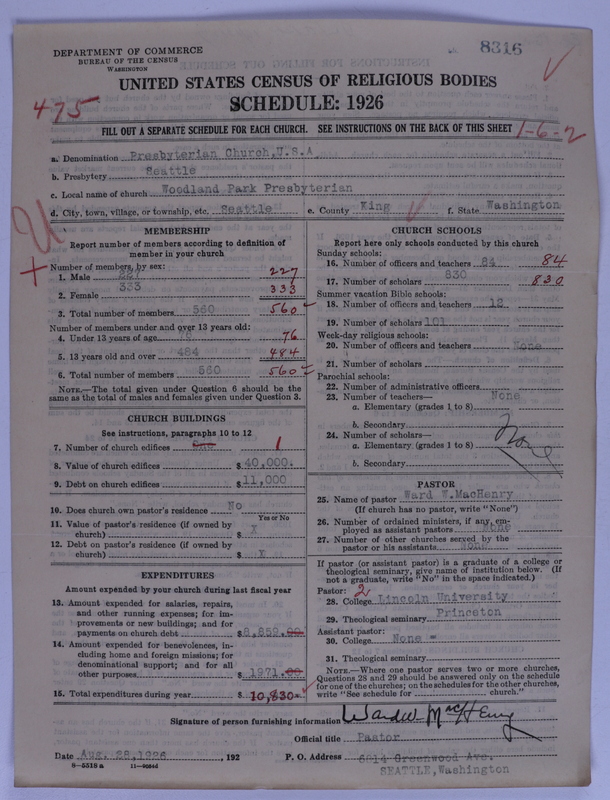 8316
DEPARTMENT OF COMMERCE
BUREAU OF THE CENSUS
WASHINGTON
UNITED STATES CENSUS OF RELIGIOUS BODIES
475
SCHEDULE: 1926
FILL OUT A SEPARATE SCHEDULE FOR EACH CHURCH. SEE INSTRUCTIONS ON THE BACK OF THIS SHEET
1-6-2
a. Denomination Presbyterian Church, U.S.A
b. Presbytery Seattle
c. Local name of church Woodland Park Presbyterian
d. City, town, village, or township, etc. Seattle e. County King f. State Washington
MEMBERSHIP
Report number of members according to definition of
member in your church
Number of members, by sex:
1. Male 227
2. Female 333 333
3. Total number of members 560 560
Number of members under and over 13 years old:
4. Under 13 years of age 76
5. 13 years old and over 484 484
6. Total number of members 560 560
NOTE.—The total given under Question 6 should be the
same as the total of males and females given under Question 3.
CHURCH BUILDINGS
See instructions, paragraphs 10 to 12
7. Number of church edifices 1
8. Value of church edifices $ 40,000.
9. Debt on church edifices $ 11,000
10. Does church own pastor's residence? No
Yes or No
11. Value of pastor's residence (if owned by
church) $ X
12. Debt on pastor's residence (if owned by
church) $ X
EXPENDITURES
Amount expended by your church during last fiscal year
13. Amount expended for salaries, repairs,
and other running expenses; for im-
provements or new buildings; and for
payments on church debt $ 8,859.00
14. Amount expended for benevolences, in-
cluding home and foreign missions; for
denominational support; and for all
other purposes $ 1971.00
15. Total expenditures during year $ 10,830
CHURCH SCHOOLS
Report here only schools conducted by this church
Sunday schools:
16. Number of officers and teachers 84 84
17. Number of scholars 830 830
Summer vacation Bible schools:
18. Number of officers and teachers 12
19. Number of scholars 101
Week-day religious schools:
20. Number of officers and teachers None
21. Number of scholars
Parochial schools:
22. Number of administrative officers
23. Number of teachers— None
a. Elementary (grades 1 to 8)
b. Secondary
24. Number of scholars—
a. Elementary (grades 1 to 8) None
b. Secondary
PASTOR
25. Name of pastor Ward W. MacHenry
(If church has no pastor, write "None")
26. Number of ordained ministers, if any, em-
ployed as assistant pastors None
27. Number of other churches served by the
pastor or his assistants None
If pastor (or assistant pastor) is a graduate of a college or
theological seminary, give name of institution below. (If
not a graduate, write "No" in the space indicated.)
Pastor: 2
28. College Lincoln University
29. Theological seminary Princeton
Assistant pastor:
30. College None -
31. Theological seminary
NOTE.—Where one pastor serves two or more churches,
Questions 28 and 29 should be answered only on the schedule
for one of the churches; on the schedules for the other churches,
write "See schedule for church."
Signature of person furnishing information Ward W. MacHenry
Official title Pastor
Date Aug. 28, 1926, 192 P. O. Address 6814 Greenwood Ave.
8—5518 a
SEATTLE, Washington